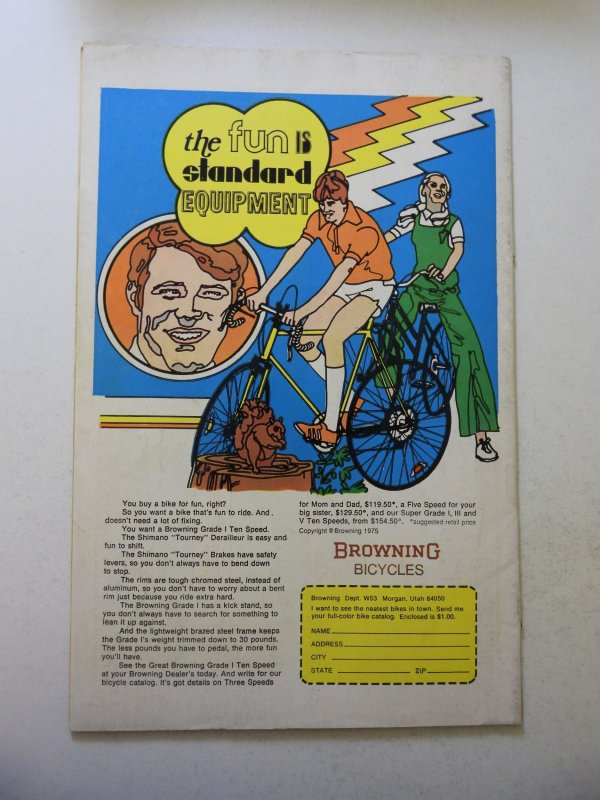 the fun IS
standard
EQUIPMENT
You buy a bike for fun, right?
So you want a bike that's fun to ride. And,
doesn't need a lot of fixing.
You want a Browning Grade I Ten Speed.
The Shimano "Tourney" Derailleur is easy and
fun to shift.
The Shimano "Tourney" Brakes have safety
levers, so you don't always have to bend down
to stop.
The rims are tough chromed steel, instead of
aluminum, so you don't have to worry about a bent
rim just because you ride extra hard.
The Browning Grade I has a kick stand, so
you don't always have to search for something to
lean it up against.
And the lightweight brazed steel frame keeps
the Grade I's weight trimmed down to 30 pounds.
The less pounds you have to pedal, the more fun
you'll have.
See the Great Browning Grade I Ten Speed
at your Browning Dealer's today. And write for our
bicycle catalog. It's got details on Three Speeds
for Mom and Dad, $119.50*, a Five Speed for your
big sister, $129.50*, and our Super Grade I, III and
V Ten Speeds, from $154.50*. *suggested retail price
Copyright © Browning 1975
BROWNING
BICYCLES
Browning Dept. W53 Morgan, Utah 84050
I want to see the neatest bikes in town. Send me
your full-color bike catalog. Enclosed is $1.00.
NAME
ADDRESS
CITY
STATE ZIP